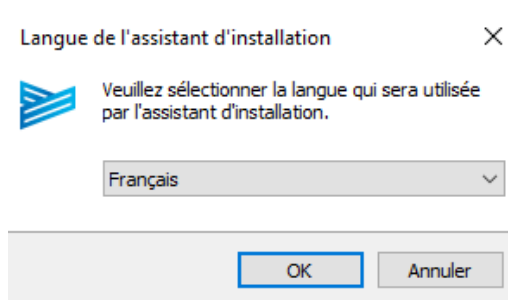 Langue de l'assistant d'installation
Veuillez sélectionner la langue qui sera utilisée
par l'assistant d'installation.
Français
OK Annuler